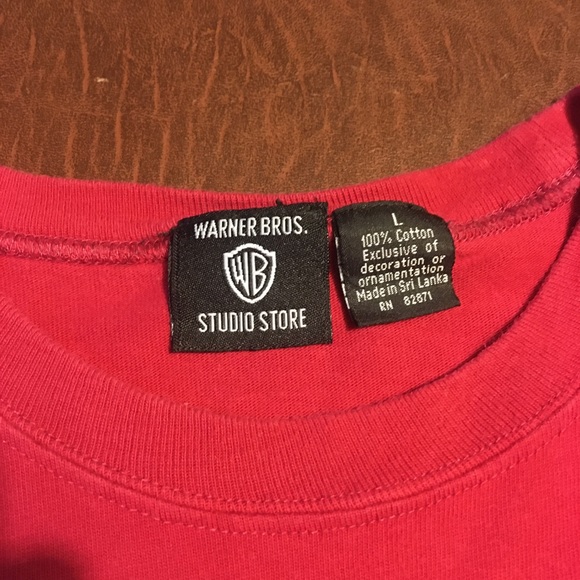 WARNER BROS.
WB
STUDIO STORE
L
100% Cotton
Exclusive of
decoration or
ornamentation
Made in Sri Lanka
RN 82871